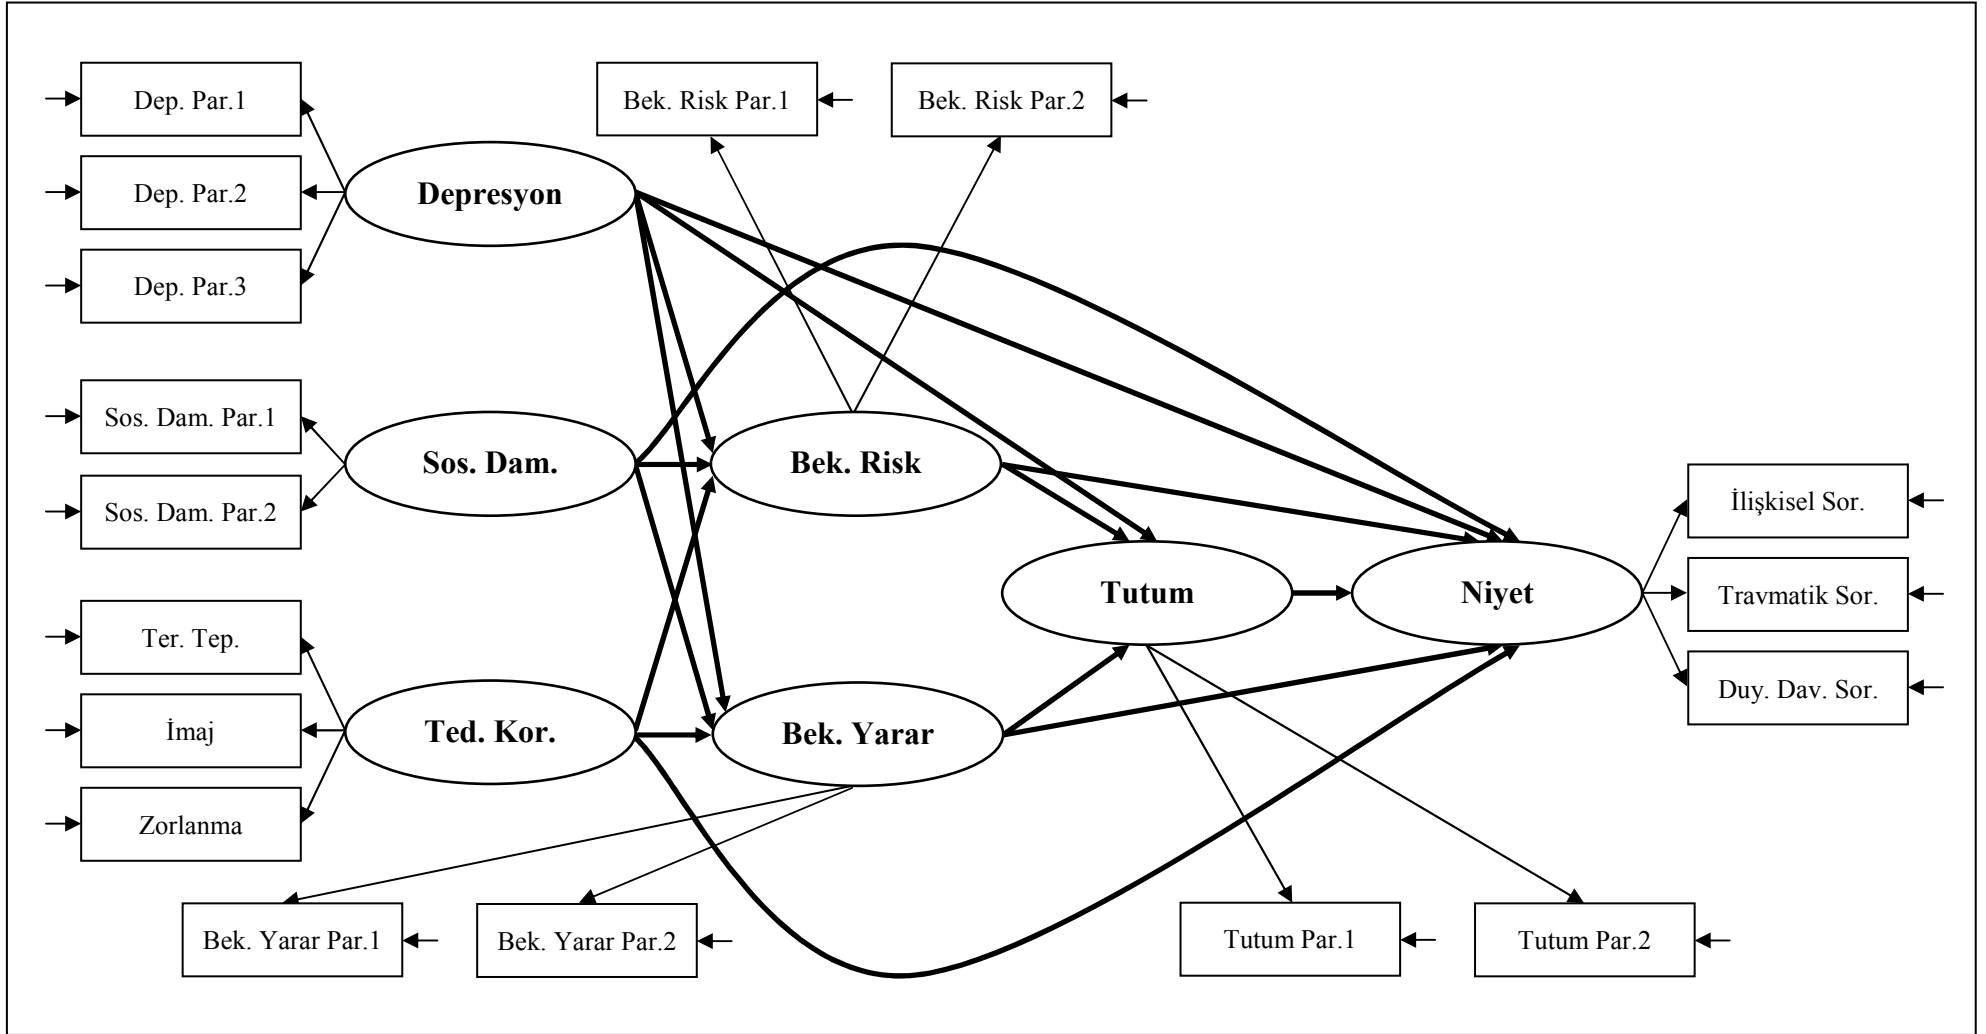 Dep. Par.1
Bek. Risk Par.1
Bek. Risk Par.2
Dep. Par.2
Depresyon
Dep. Par.3
Sos. Dam. Par.1
Sos. Dam.
Bek. Risk
Sos. Dam. Par.2
İlişkisel Sor.
Tutum
Niyet
Travmatik Sor.
Ter. Tep.
Duy. Dav. Sor.
İmaj
Ted. Kor.
Bek. Yarar
Zorlanma
Bek. Yarar Par.1
Bek. Yarar Par.2
Tutum Par.1
Tutum Par.2